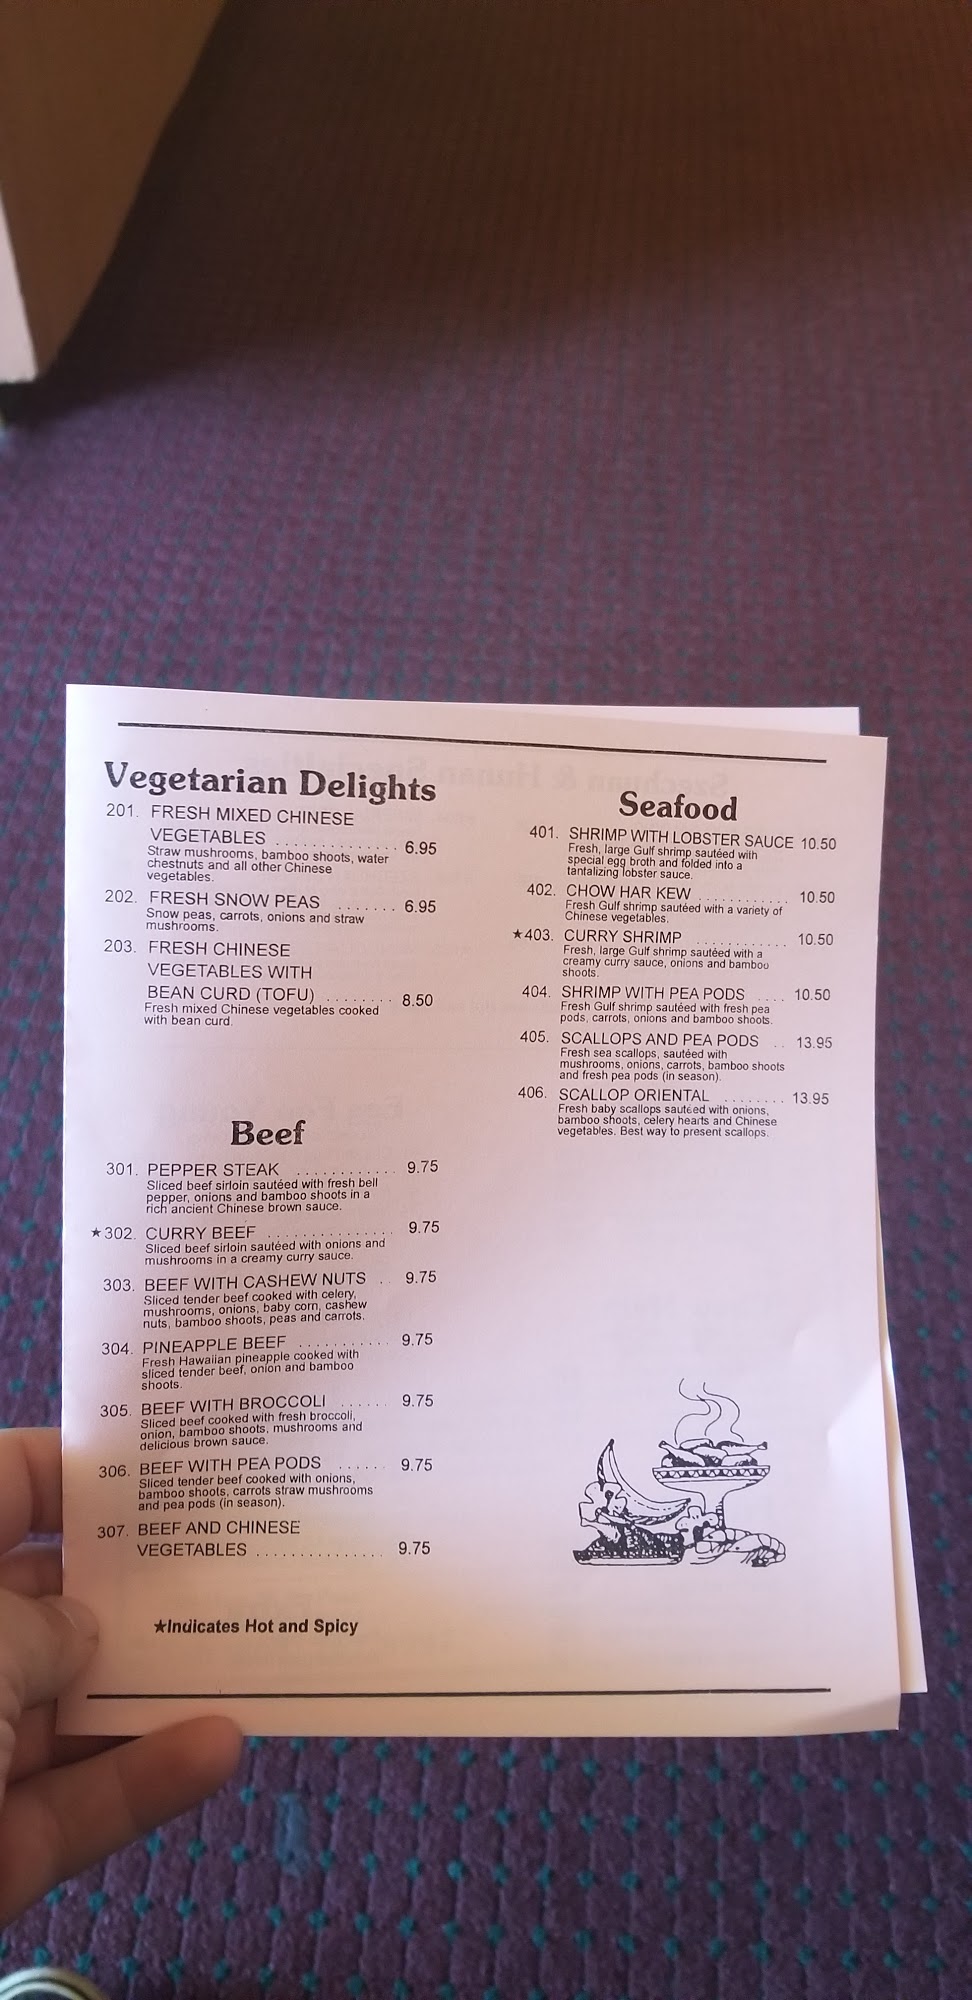 Vegetarian Delights
201. FRESH MIXED CHINESE
VEGETABLES . . . . . . . . . . . . . . 6.95
Straw mushrooms, bamboo shoots, water
chestnuts and all other Chinese
vegetables.
202. FRESH SNOW PEAS . . . . . . . 6.95
Snow peas, carrots, onions and straw
mushrooms.
203. FRESH CHINESE
VEGETABLES WITH
BEAN CURD (TOFU) . . . . . . . . 8.50
Fresh mixed Chinese vegetables cooked
with bean curd.
Beef
301. PEPPER STEAK . . . . . . . . . . . . 9.75
Sliced beef sirloin sautéed with fresh bell
pepper, onions and bamboo shoots in a
rich ancient Chinese brown sauce.
★302. CURRY BEEF . . . . . . . . . . . . . . . 9.75
Sliced beef sirloin sautéed with onions and
mushrooms in a creamy curry sauce.
303. BEEF WITH CASHEW NUTS . . 9.75
Sliced tender beef cooked with celery,
mushrooms, onions, baby corn, cashew
nuts, bamboo shoots, peas and carrots.
304. PINEAPPLE BEEF . . . . . . . . . . . 9.75
Fresh Hawaiian pineapple cooked with
sliced tender beef, onion and bamboo
shoots.
305. BEEF WITH BROCCOLI . . . . . . 9.75
Sliced beef cooked with fresh broccoli,
onion, bamboo shoots, mushrooms and
delicious brown sauce.
306. BEEF WITH PEA PODS . . . . . . 9.75
Sliced tender beef cooked with onions,
bamboo shoots, carrots straw mushrooms
and pea pods (in season).
307. BEEF AND CHINESE
VEGETABLES . . . . . . . . . . . . . . . 9.75
★Indicates Hot and Spicy
Seafood
401. SHRIMP WITH LOBSTER SAUCE 10.50
Fresh, large Gulf shrimp sautéed with
special egg broth and folded into a
tantalizing lobster sauce.
402. CHOW HAR KEW . . . . . . . . . . . . 10.50
Fresh Gulf shrimp sautéed with a variety of
Chinese vegetables.
★403. CURRY SHRIMP . . . . . . . . . . . . 10.50
Fresh, large Gulf shrimp sautéed with a
creamy curry sauce, onions and bamboo
shoots.
404. SHRIMP WITH PEA PODS . . . . 10.50
Fresh Gulf shrimp sautéed with fresh pea
pods, carrots, onions and bamboo shoots.
405. SCALLOPS AND PEA PODS . . 13.95
Fresh sea scallops, sautéed with
mushrooms, onions, carrots, bamboo shoots
and fresh pea pods (in season).
406. SCALLOP ORIENTAL . . . . . . . . 13.95
Fresh baby scallops sautéed with onions,
bamboo shoots, celery hearts and Chinese
vegetables. Best way to present scallops.